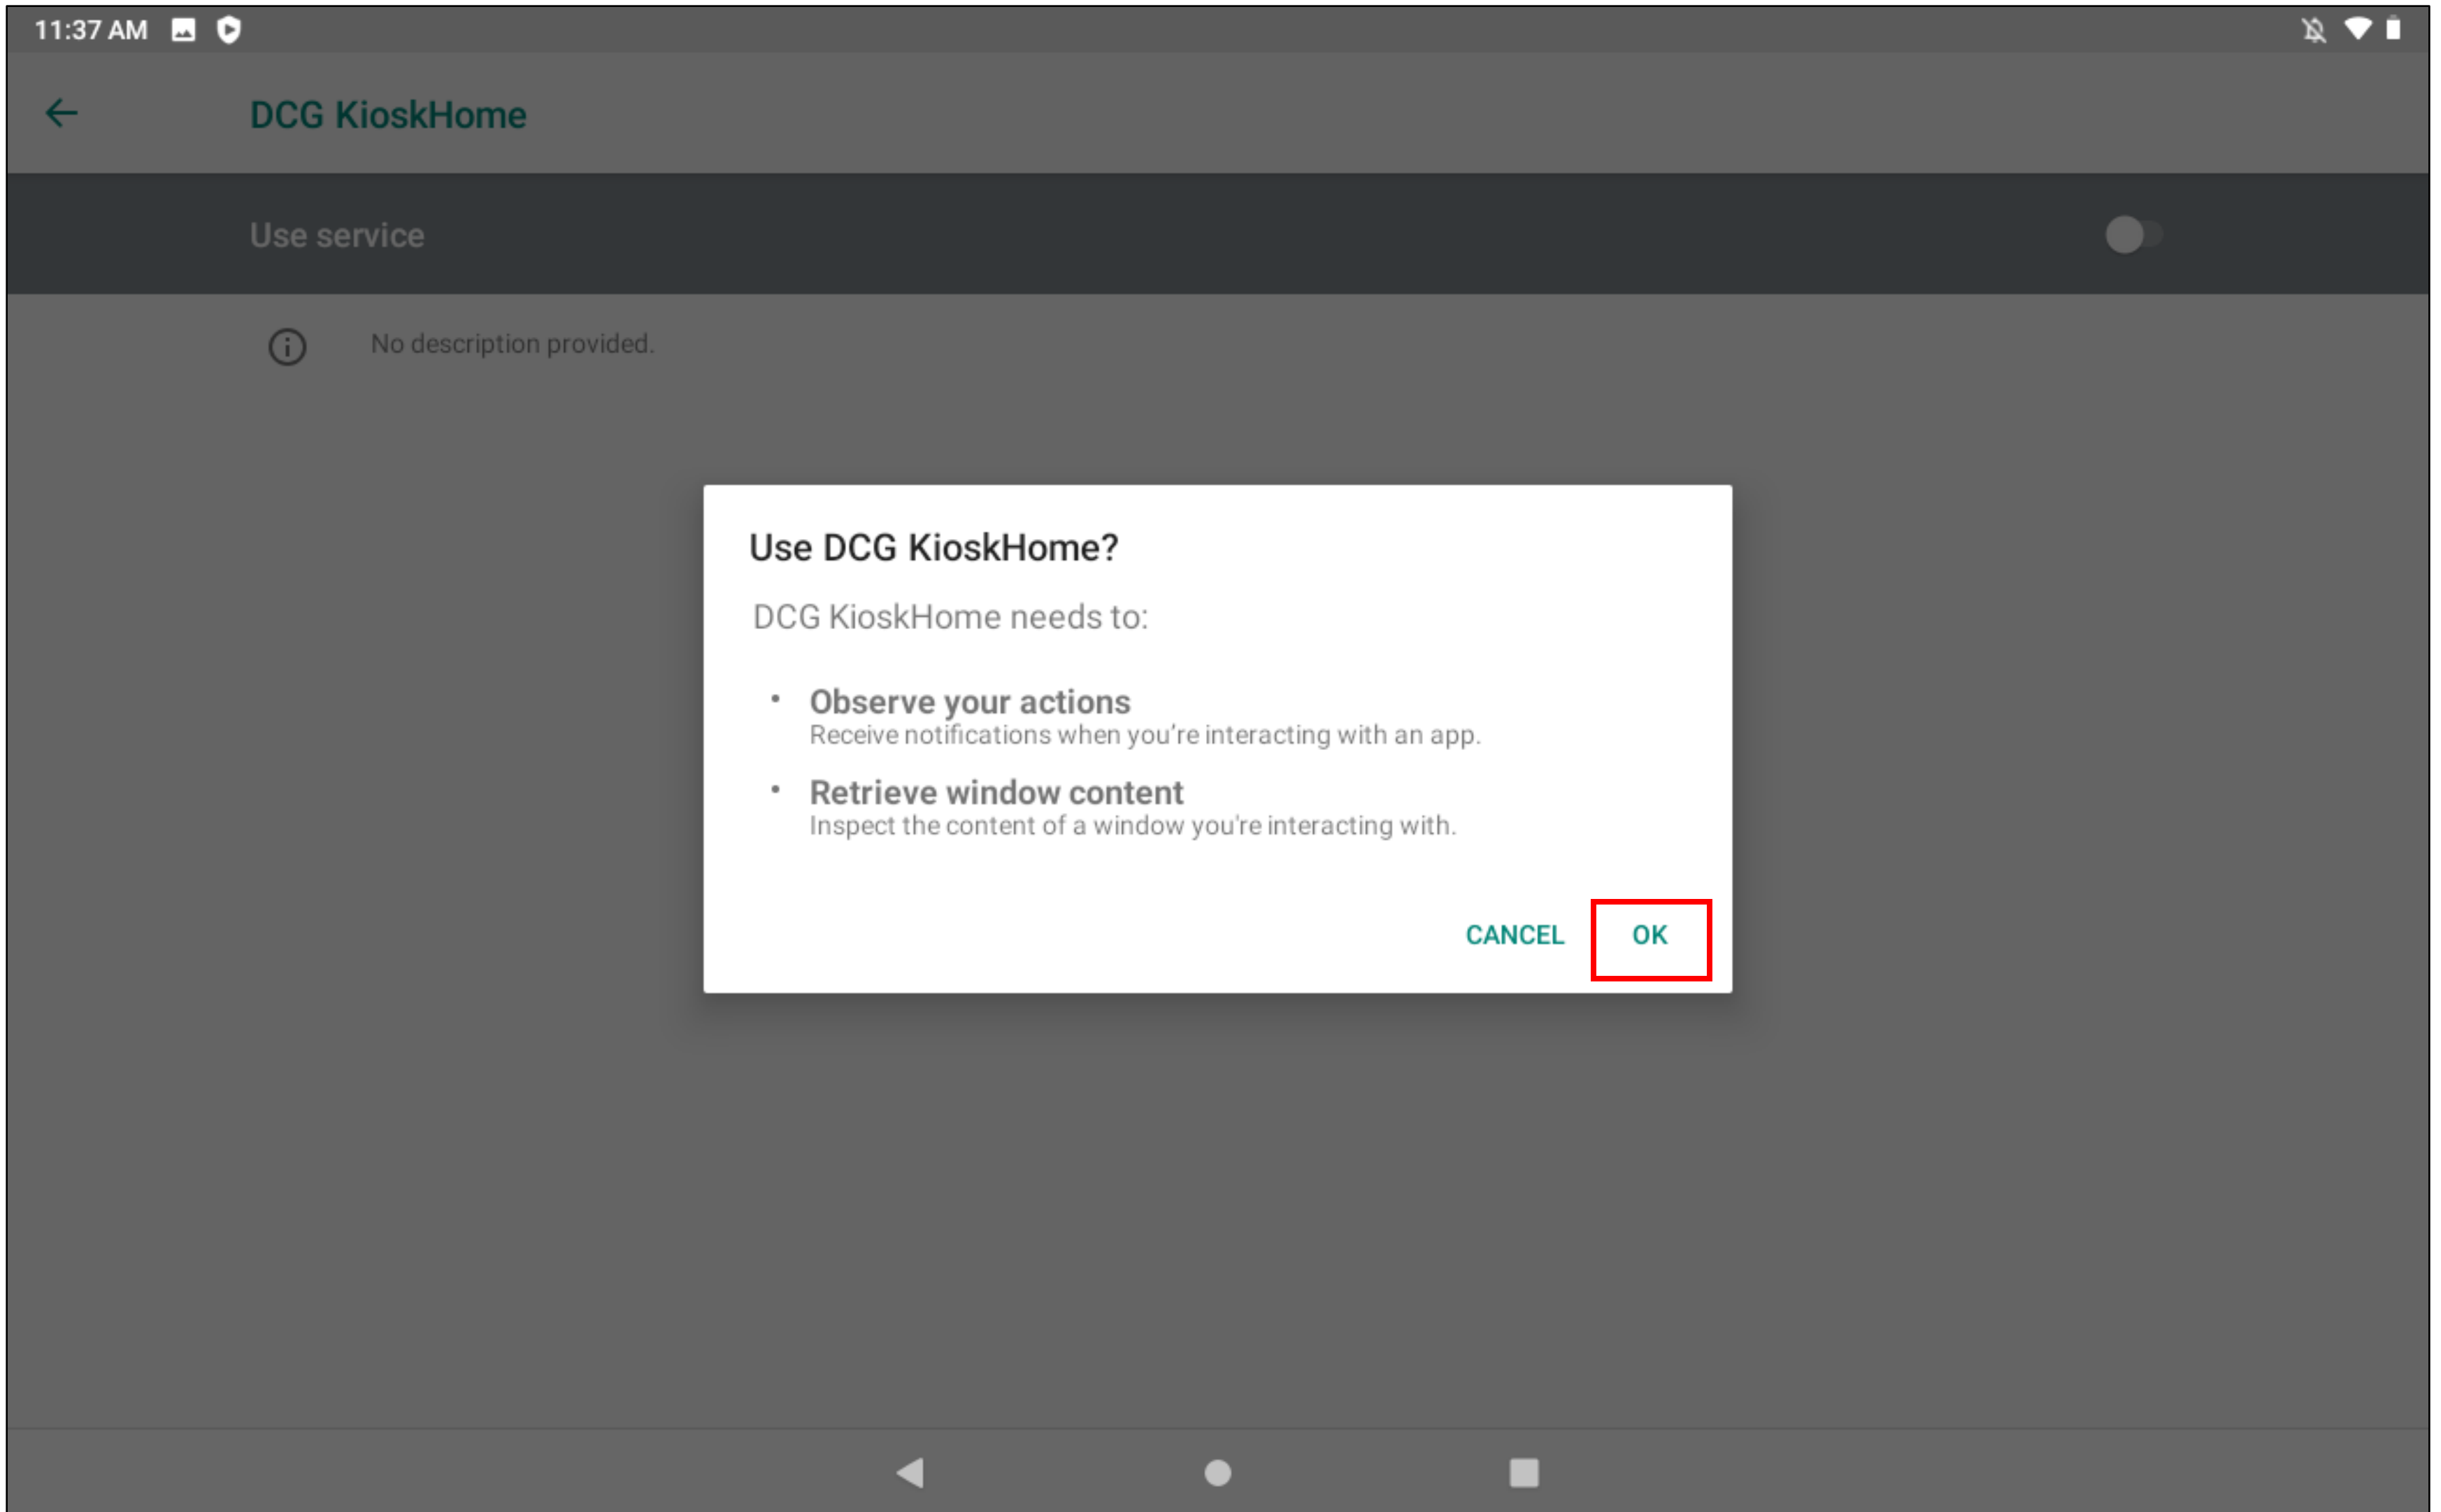 11:37 AM
DCG KioskHome
Use service
No description provided.
Use DCG KioskHome?
DCG KioskHome needs to:
• Observe your actions
Receive notifications when you’re interacting with an app.
• Retrieve window content
Inspect the content of a window you're interacting with.
CANCEL OK